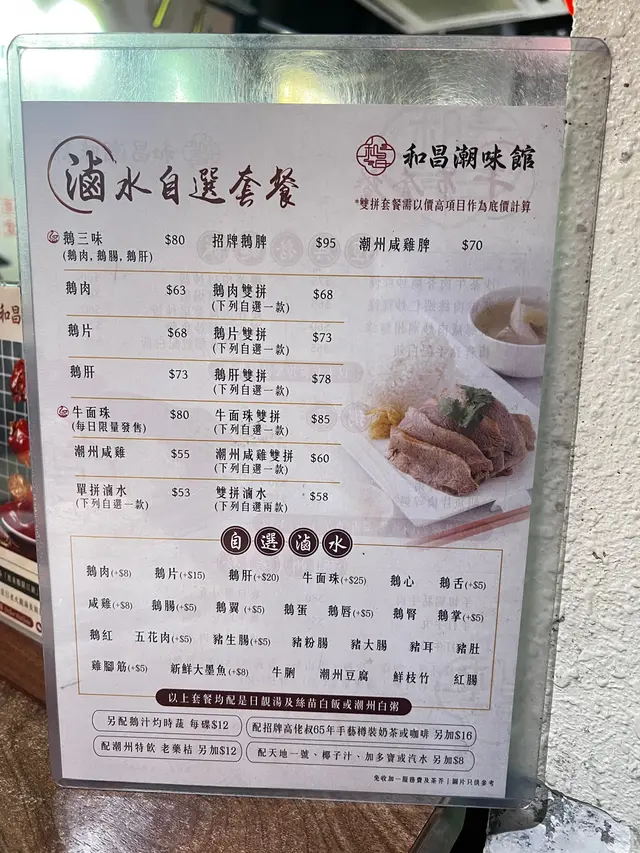 滷水自選套餐
和昌潮味館
*雙拼套餐需以價高項目作為底價計算
鵝三味 $80 招牌鵝髀 $95 潮州咸雞髀 $70
(鵝肉, 鵝腸, 鵝肝)
鵝肉 $63 鵝肉雙拼 $68
(下列自選一款)
鵝片 $68 鵝片雙拼 $73
(下列自選一款)
鵝肝 $73 鵝肝雙拼 $78
(下列自選一款)
牛面珠 $80 牛面珠雙拼 $85
(每日限量發售) (下列自選一款)
潮州咸雞 $55 潮州咸雞雙拼 $60
(下列自選一款)
單拼滷水 $53 雙拼滷水 $58
(下列自選一款) (下列自選兩款)
自選滷水
鵝肉(+$8) 鵝片(+$15) 鵝肝(+$20) 牛面珠(+$25) 鵝心 鵝舌(+$5)
咸雞(+$8) 鵝腸(+$5) 鵝翼(+$5) 鵝蛋 鵝唇(+$5) 鵝腎 鵝掌(+$5)
鵝紅 五花肉(+$5) 豬生腸(+$5) 豬粉腸 豬大腸 豬耳 豬肚
雞腳筋(+$5) 新鮮大墨魚(+$8) 牛脷 潮州豆腐 鮮枝竹 紅腸
以上套餐均配是日靚湯及絲苗白飯或潮州白粥
另配鵝汁灼時蔬 每碟$12
配招牌高佬叔65年手藝樽裝奶茶或咖啡 另加$16
配潮州特飲 老藥桔 另加$12
配天地一號、椰子汁、加多寶或汽水 另加$8
免收加一服務費及茶芥 | 圖片只供參考